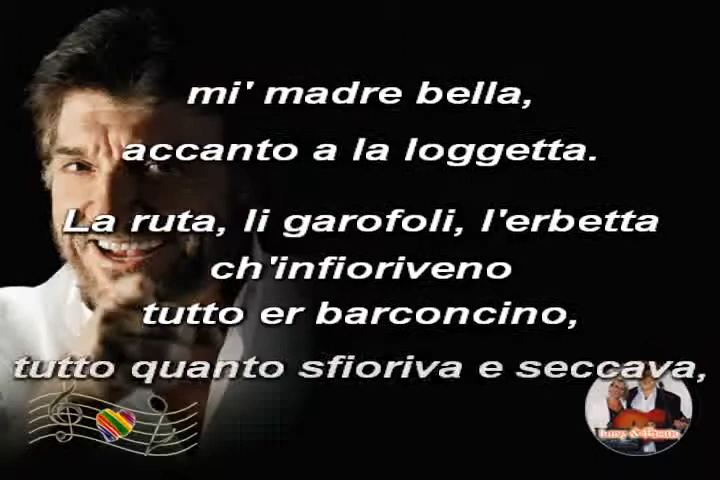 mi' madre bella,
accanto a la loggetta.
La ruta, li garofoli, l'erbetta
ch'infioriveno
tutto er barconcino,
tutto quanto sfioriva e seccava,